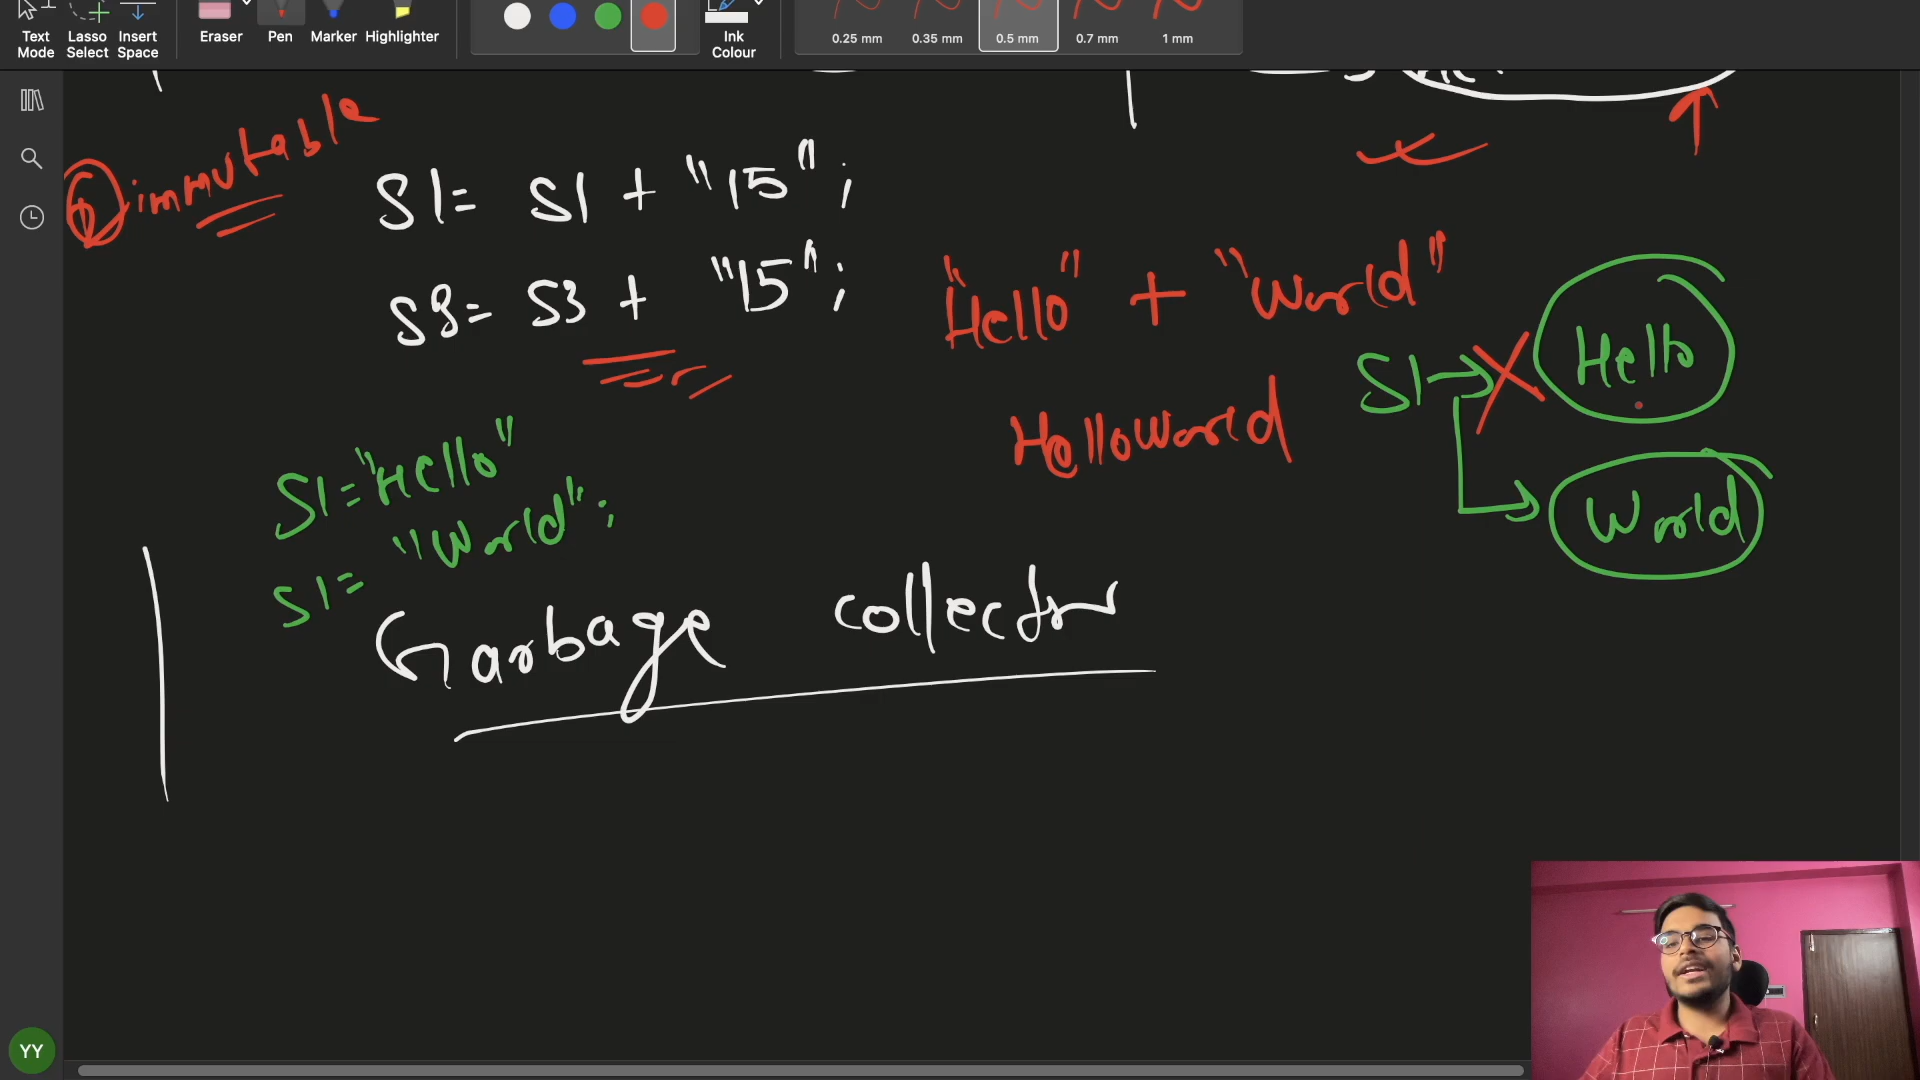 Text Mode
Lasso Select
Insert Space
Eraser
Pen
Marker
Highlighter
Ink Colour
0.25 mm
0.35 mm
0.5 mm
0.7 mm
1 mm
immutable
S1= S1 + "15";
S3= S3 + "15";
"Hello" + "World"
HelloWorld
S1 → Hello
World
S1="Hello"
S1= "World";
Garbage collector
YY